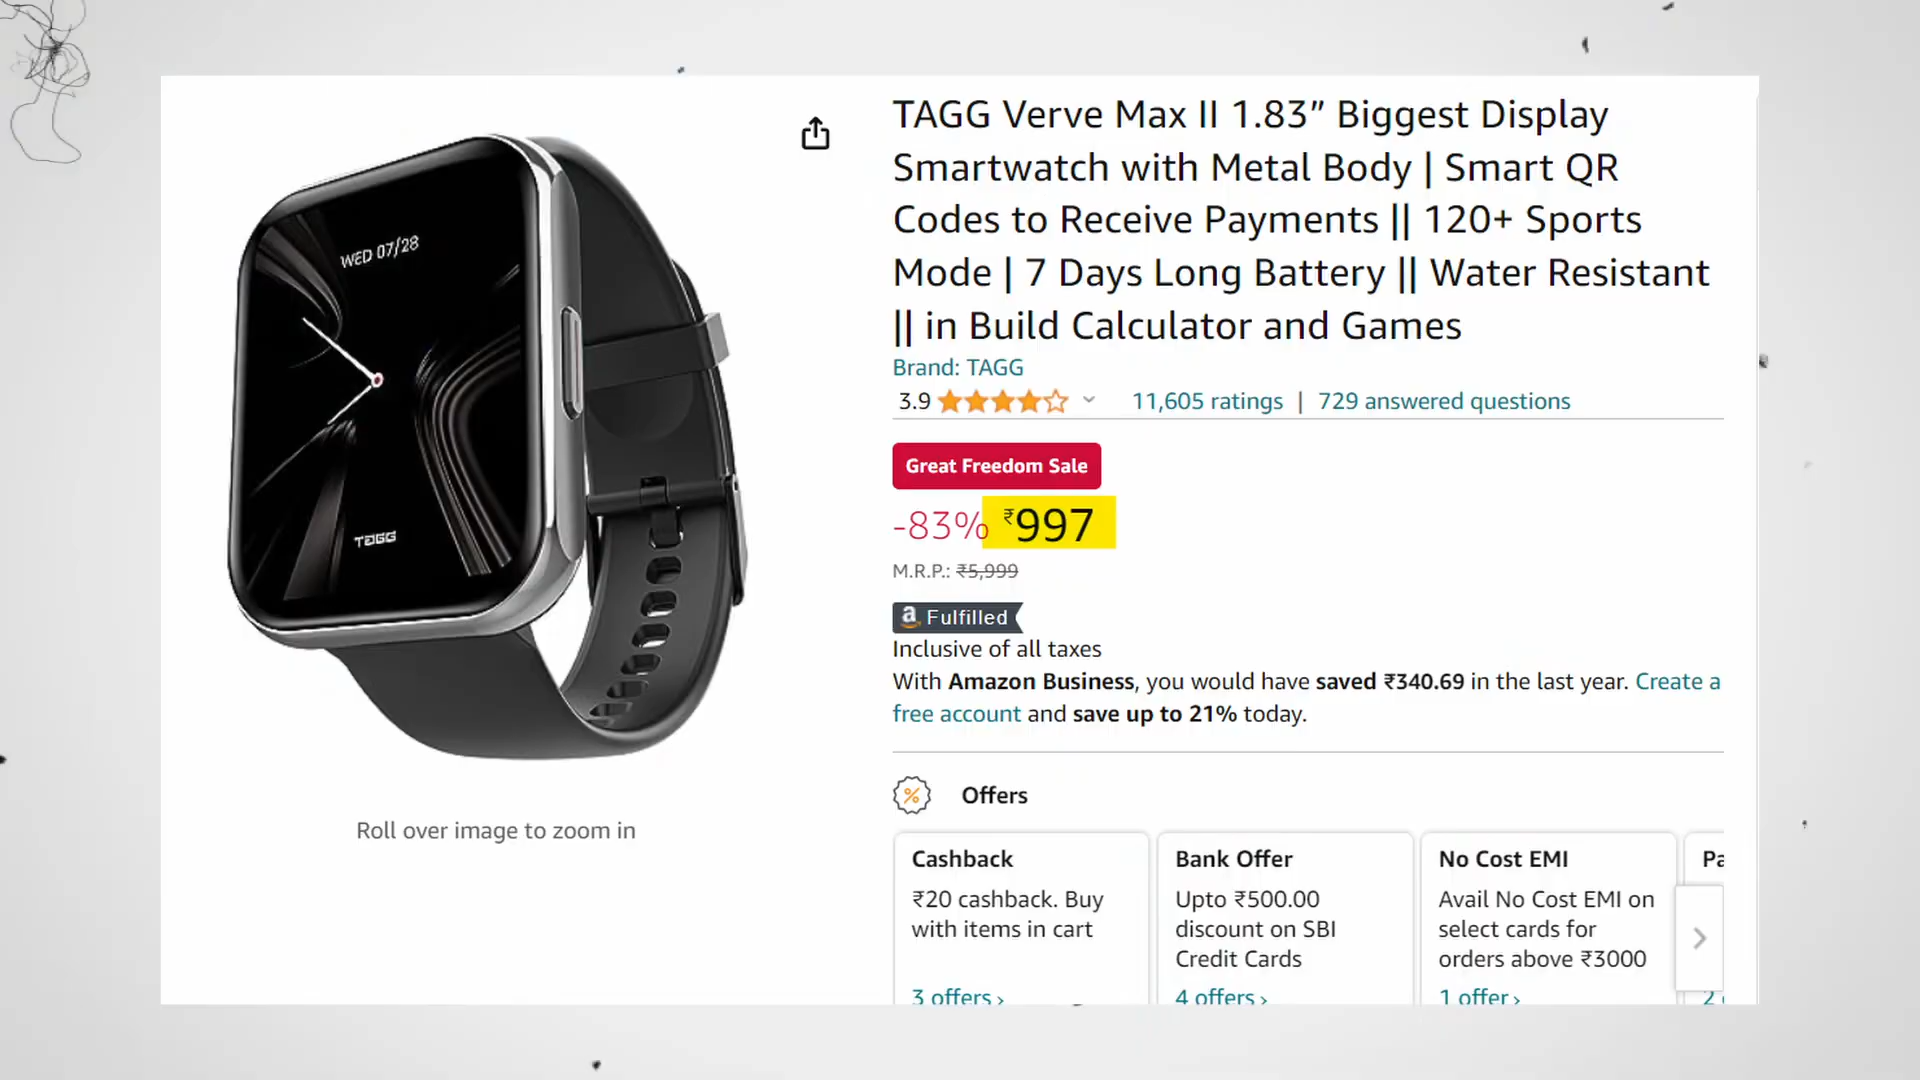 WED 07/28
TAGG
Roll over image to zoom in
TAGG Verve Max II 1.83” Biggest Display
Smartwatch with Metal Body | Smart QR
Codes to Receive Payments || 120+ Sports
Mode | 7 Days Long Battery || Water Resistant
|| in Build Calculator and Games
Brand: TAGG
3.9 11,605 ratings | 729 answered questions
Great Freedom Sale
-83% ₹997
M.R.P.: ₹5,999
a Fulfilled
Inclusive of all taxes
With Amazon Business, you would have saved ₹340.69 in the last year. Create a
free account and save up to 21% today.
% Offers
Cashback
₹20 cashback. Buy
with items in cart
3 offers ›
Bank Offer
Upto ₹500.00
discount on SBI
Credit Cards
4 offers ›
No Cost EMI
Avail No Cost EMI on
select cards for
orders above ₹3000
1 offer ›
Pa
2